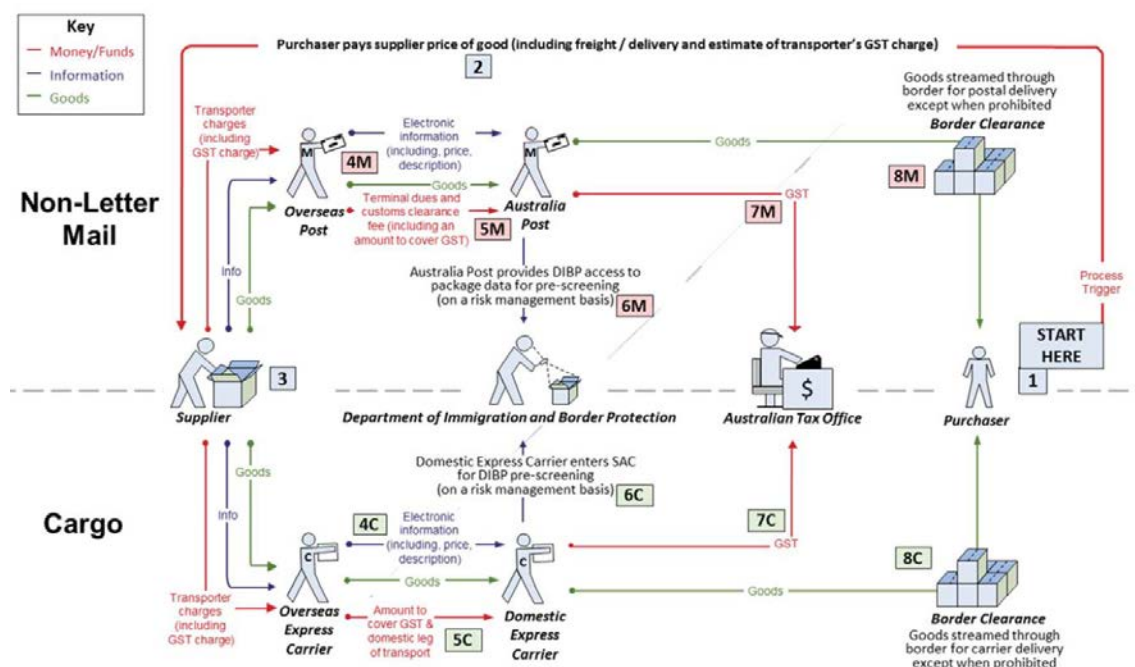 Key
Money/Funds
Information
Goods
Purchaser pays supplier price of good (including freight / delivery and estimate of transporter's GST charge)
2
Goods streamed through
border for postal delivery
except when prohibited
Border Clearance
Transporter
charges
(including
GST charge)
Electronic
information
(including, price,
description)
M
M
4M
Goods
Goods
8M
Non-Letter
Mail
Overseas
Post
Terminal dues and
customs clearance
fee (including an
amount to cover GST)
5M
Australia
Post
GST
7M
Info
Goods
Australia Post provides DIBP access to
package data for pre-screening
(on a risk management basis)
6M
Process
Trigger
START
HERE
3
1
$
Supplier
Department of Immigration and Border Protection
Australian Tax Office
Purchaser
Goods
Info
Domestic Express Carrier enters SAC
for DIBP pre-screening
(on a risk management basis)
6C
Cargo
4C
Electronic
information
(including, price,
description)
7C
GST
C
C
8C
Goods
Goods
Transporter
charges
(including
GST charge)
Overseas
Express
Carrier
Amount to
cover GST &
domestic leg
of transport
5C
Domestic
Express
Carrier
Border Clearance
Goods streamed through
border for carrier delivery
except when prohibited